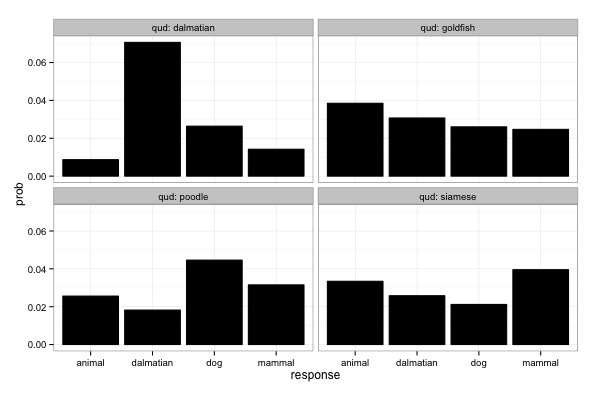 qud: dalmatian
qud: goldfish
0.06
0.04
0.02
0.00
prob
qud: poodle
qud: siamese
0.06
0.04
0.02
0.00
animal dalmatian dog mammal animal dalmatian dog mammal
response